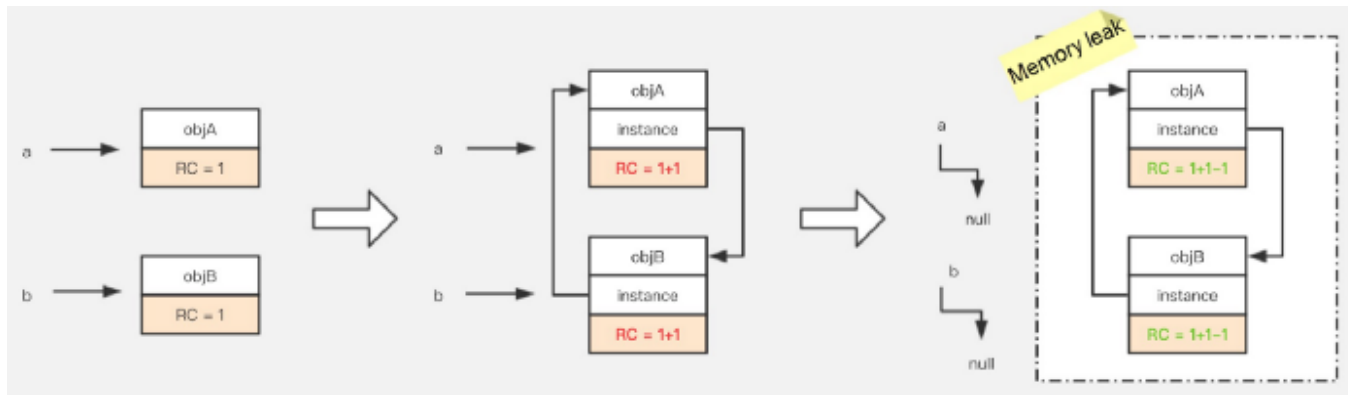 a
objA
RC = 1
b
objB
RC = 1
a
objA
instance
RC = 1+1
b
objB
instance
RC = 1+1
a
null
b
null
Memory leak
objA
instance
RC = 1+1-1
objB
instance
RC = 1+1-1